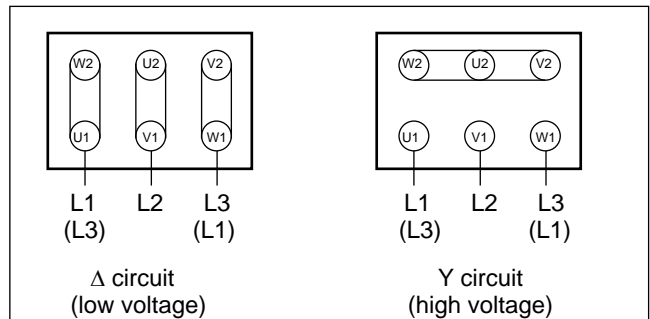 W2 U2 V2
U1 V1 W1
L1 L2 L3
(L3) (L1)
Δ circuit
(low voltage)
W2 U2 V2
U1 V1 W1
L1 L2 L3
(L3) (L1)
Y circuit
(high voltage)